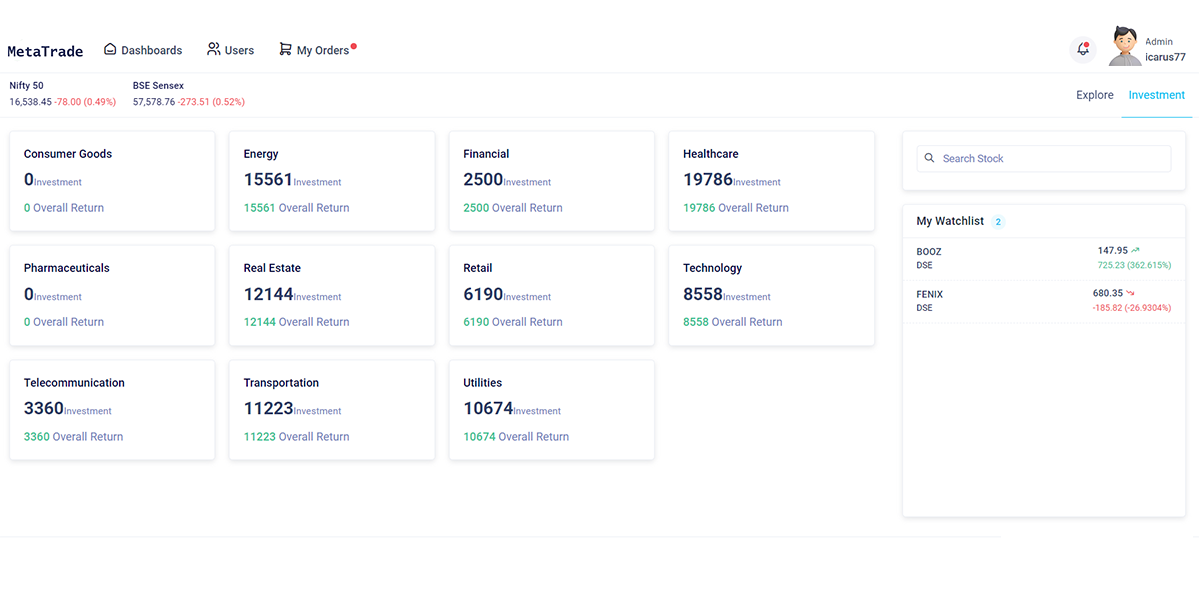 MetaTrade
Dashboards
Users
My Orders
Admin
icarus77
Nifty 50
16,538.45 -78.00 (0.49%)
BSE Sensex
57,578.76 -273.51 (0.52%)
Explore
Investment
Consumer Goods
0Investment
0 Overall Return
Energy
15561Investment
15561 Overall Return
Financial
2500Investment
2500 Overall Return
Healthcare
19786Investment
19786 Overall Return
Pharmaceuticals
0Investment
0 Overall Return
Real Estate
12144Investment
12144 Overall Return
Retail
6190Investment
6190 Overall Return
Technology
8558Investment
8558 Overall Return
Telecommunication
3360Investment
3360 Overall Return
Transportation
11223Investment
11223 Overall Return
Utilities
10674Investment
10674 Overall Return
Search Stock
My Watchlist 2
BOOZ 147.95
DSE 725.23 (362.615%)
FENIX 680.35
DSE -185.82 (-26.9304%)